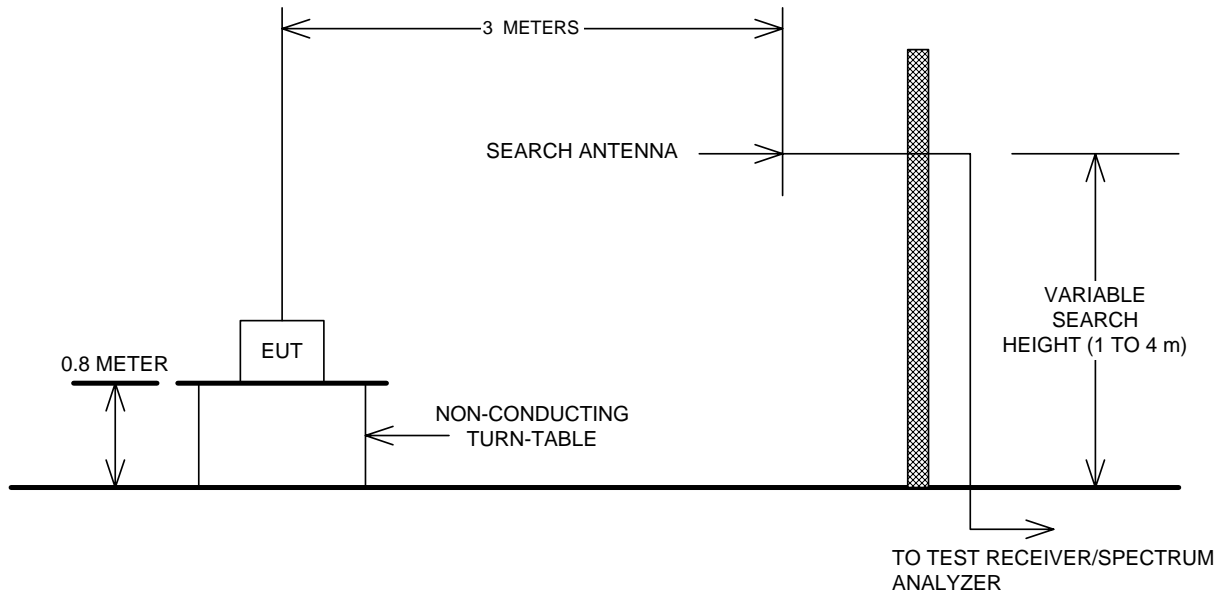 3 METERS
SEARCH ANTENNA
VARIABLE
SEARCH
HEIGHT (1 TO 4 m)
EUT
0.8 METER
NON-CONDUCTING
TURN-TABLE
TO TEST RECEIVER/SPECTRUM
ANALYZER